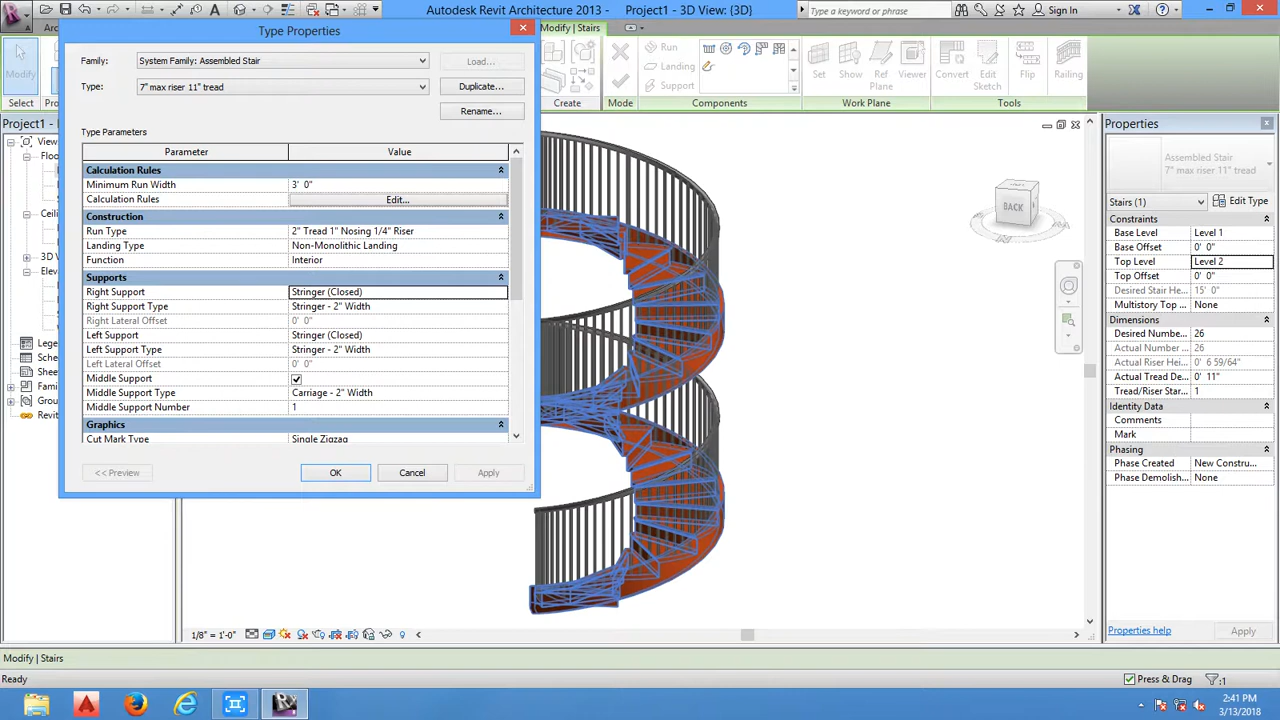 Autodesk Revit Architecture 2013 - Project1 - 3D View: {3D}
Type a keyword or phrase
Sign In
Type Properties
Modify | Stairs
Family:
System Family: Assembled Stair
Load...
Type:
7" max riser 11" tread
Duplicate...
Rename...
Type Parameters
Parameter
Value
Calculation Rules
Minimum Run Width
3' 0"
Calculation Rules
Edit...
Construction
Run Type
2" Tread 1" Nosing 1/4" Riser
Landing Type
Non-Monolithic Landing
Function
Interior
Supports
Right Support
Stringer (Closed)
Right Support Type
Stringer - 2" Width
Right Lateral Offset
0' 0"
Left Support
Stringer (Closed)
Left Support Type
Stringer - 2" Width
Left Lateral Offset
0' 0"
Middle Support
Middle Support Type
Carriage - 2" Width
Middle Support Number
1
Graphics
Cut Mark Type
Single Zigzag
<< Preview
OK
Cancel
Apply
Modify
Select
Run
Landing
Support
Create
Mode
Components
Set
Show
Ref
Plane
Viewer
Work Plane
Convert
Edit
Sketch
Flip
Tools
Railing
Project1 -
View
Floo
Ceil
3D V
Elev
Lege
Sche
Fami
Grou
Revit
BACK
Properties
Assembled Stair
7" max riser 11" tread
Stairs (1)
Edit Type
Constraints
Base Level
Level 1
Base Offset
0' 0"
Top Level
Level 2
Top Offset
0' 0"
Desired Stair He...
15' 0"
Multistory Top ...
None
Dimensions
Desired Numbe...
26
Actual Number ...
26
Actual Riser Hei...
0' 6 59/64"
Actual Tread De...
0' 11"
Tread/Riser Start...
1
Identity Data
Comments
Mark
Phasing
Phase Created
New Constru...
Phase Demolish...
None
Properties help
Apply
1/8" = 1'-0"
Modify | Stairs
Ready
Press & Drag
:1
2:41 PM
3/13/2018